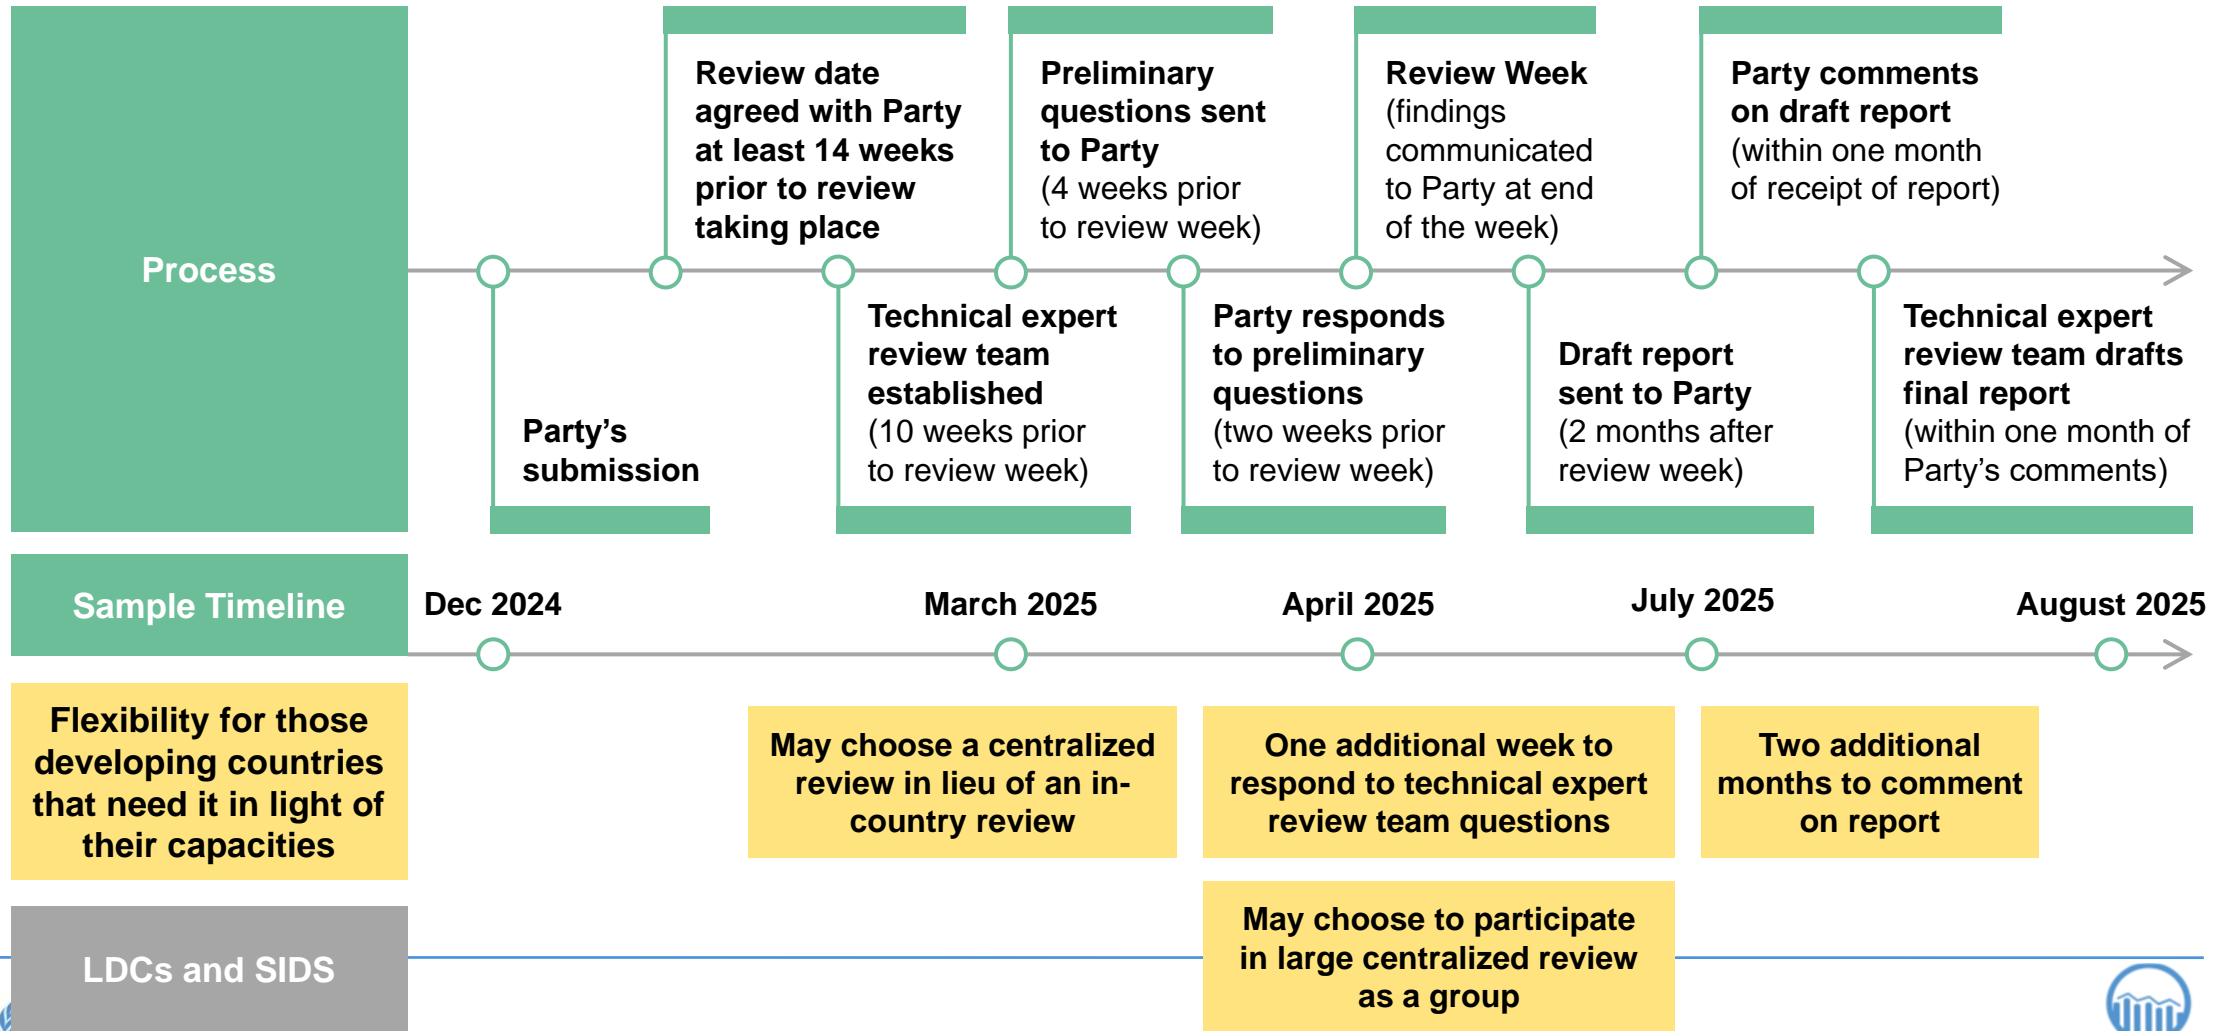 Process
Review date
agreed with Party
at least 14 weeks
prior to review
taking place
Preliminary
questions sent
to Party
(4 weeks prior
to review week)
Review Week
(findings
communicated
to Party at end
of the week)
Party comments
on draft report
(within one month
of receipt of report)
Party’s
submission
Technical expert
review team
established
(10 weeks prior
to review week)
Party responds
to preliminary
questions
(two weeks prior
to review week)
Draft report
sent to Party
(2 months after
review week)
Technical expert
review team drafts
final report
(within one month of
Party’s comments)
Sample Timeline
Dec 2024
March 2025
April 2025
July 2025
August 2025
Flexibility for those
developing countries
that need it in light of
their capacities
May choose a centralized
review in lieu of an in-
country review
One additional week to
respond to technical expert
review team questions
Two additional
months to comment
on report
LDCs and SIDS
May choose to participate
in large centralized review
as a group